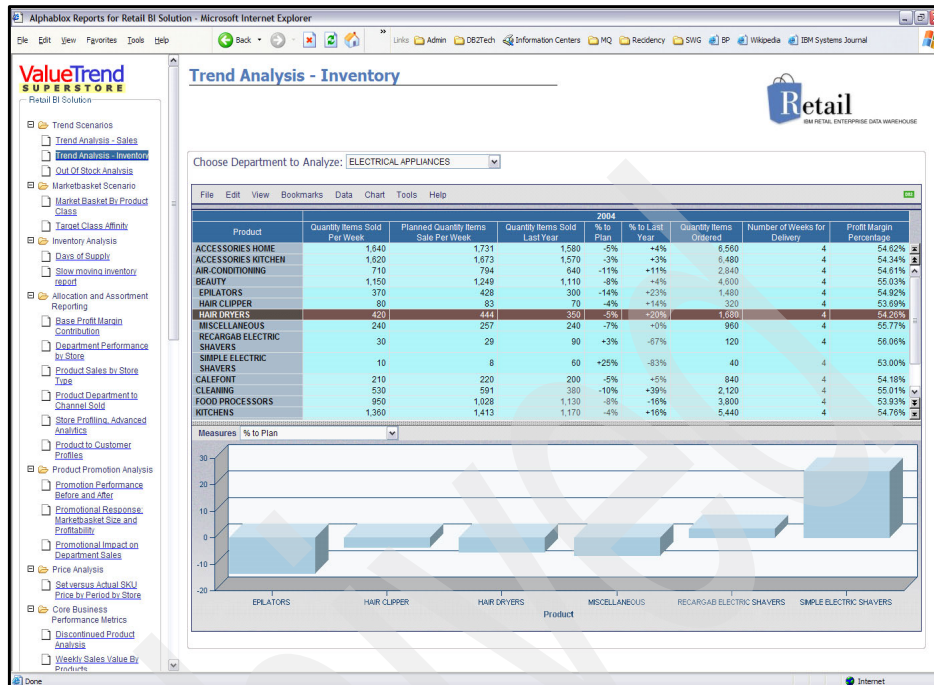 Alphablox Reports for Retail BI Solution - Microsoft Internet Explorer
File Edit View Favorites Tools Help
Back
Links Admin DB2Tech Information Centers MQ Recidency SWG BP Wikipedia IBM Systems Journal
ValueTrend
SUPERSTORE
Retail BI Solution
Trend Scenarios
Trend Analysis - Sales
Trend Analysis - Inventory
Out Of Stock Analysis
Marketbasket Scenario
Market Basket By Product
Class
Target Class Affinity
Inventory Analysis
Days of Supply
Slow moving inventory
report
Allocation and Assortment
Reporting
Base Profit Margin
Contribution
Department Performance
by Store
Product Sales by Store
Type
Product Department to
Channel Sold
Store Profiling, Advanced
Analytics
Product to Customer
Profiles
Product Promotion Analysis
Promotion Performance
Before and After
Promotional Response:
Marketbasket Size and
Profitability
Promotional Impact on
Department Sales
Price Analysis
Set versus Actual SKU
Price by Period by Store
Core Business
Performance Metrics
Discontinued Product
Analysis
Weekly Sales Value By
Products
Trend Analysis - Inventory
Retail
IBM RETAIL ENTERPRISE DATA WAREHOUSE
Choose Department to Analyze: ELECTRICAL APPLIANCES
File Edit View Bookmarks Data Chart Tools Help
2004
Product Quantity Items Sold Per Week Planned Quantity Items Sale Per Week Quantity Items Sold Last Year % to Plan % to Last Year Quantity Items Ordered Number of Weeks for Delivery Profit Margin Percentage
ACCESSORIES HOME 1,640 1,731 1,580 -5% +4% 6,560 4 54.62%
ACCESSORIES KITCHEN 1,620 1,673 1,570 -3% +3% 6,480 4 54.34%
AIR-CONDITIONING 710 794 640 -11% +11% 2,840 4 54.61%
BEAUTY 1,150 1,249 1,110 -8% +4% 4,600 4 55.03%
EPILATORS 370 428 300 -14% +23% 1,480 4 54.92%
HAIR CLIPPER 80 83 70 -4% +14% 320 4 53.69%
HAIR DRYERS 420 444 350 -5% +20% 1,680 4 54.26%
MISCELLANEOUS 240 257 240 -7% +0% 960 4 55.77%
RECARGAB ELECTRIC SHAVERS 30 29 90 +3% -67% 120 4 56.06%
SIMPLE ELECTRIC SHAVERS 10 8 60 +25% -83% 40 4 53.00%
CALEFONT 210 220 200 -5% +5% 840 4 54.18%
CLEANING 530 591 380 -10% +39% 2,120 4 55.01%
FOOD PROCESSORS 950 1,028 1,130 -8% -16% 3,800 4 53.93%
KITCHENS 1,360 1,413 1,170 -4% +16% 5,440 4 54.76%
Measures % to Plan
30
20
10
0
-10
-20
EPILATORS HAIR CLIPPER HAIR DRYERS MISCELLANEOUS RECARGAB ELECTRIC SHAVERS SIMPLE ELECTRIC SHAVERS
Product
Done
Internet